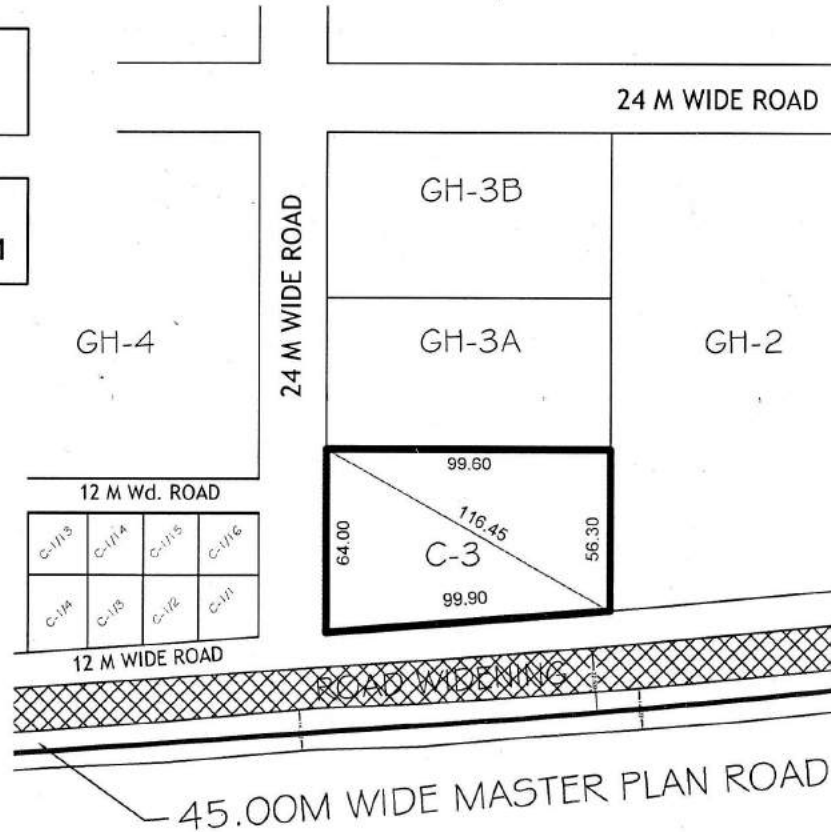 24 M WIDE ROAD
GH-3B
24 M WIDE ROAD
GH-4
GH-3A
GH-2
99.60
12 M Wd. ROAD
116.45
64.00
56.30
C-3
99.90
C-1/13
C-1/14
C-1/15
C-1/16
C-1/4
C-1/3
C-1/2
C-1/1
12 M WIDE ROAD
ROAD WIDENING
45.00M WIDE MASTER PLAN ROAD